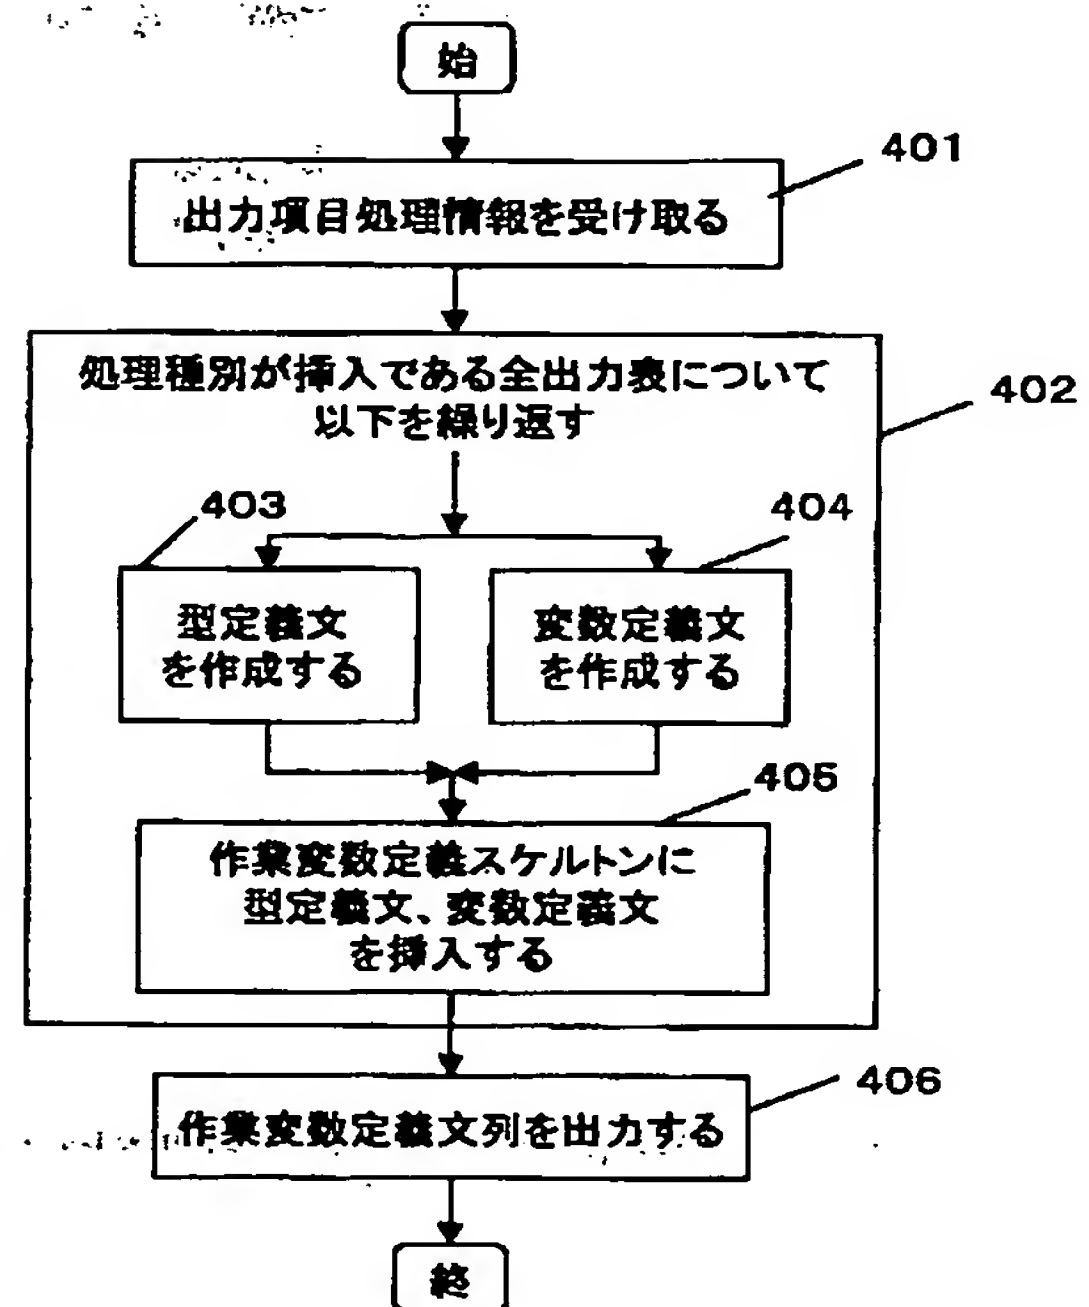 始
401
出力項目処理情報を受け取る
処理種別が挿入である全出力表について
以下を繰り返す
402
403
404
型定義文
を作成する
変数定義文
を作成する
405
作業変数定義スケルトンに
型定義文、変数定義文
を挿入する
406
作業変数定義文列を出力する
終